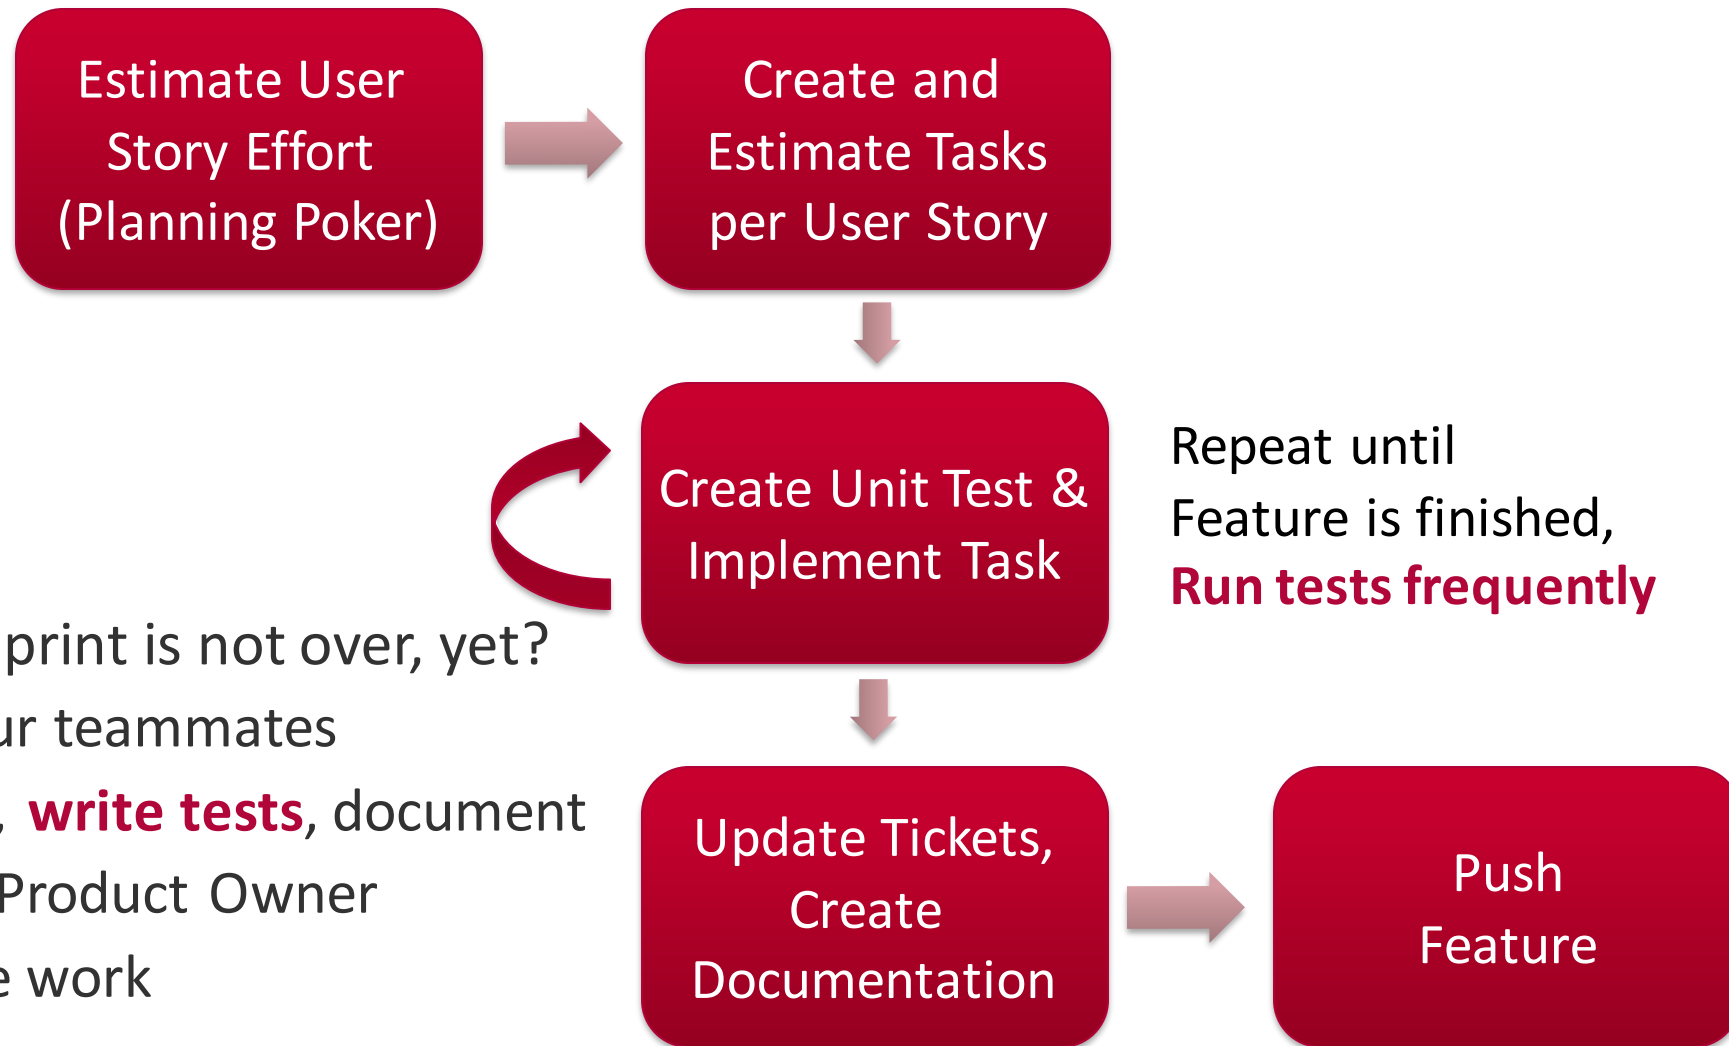 Estimate User
Story Effort
(Planning Poker)
Create and
Estimate Tasks
per User Story
Create Unit Test &
Implement Task
Repeat until
Feature is finished,
Run tests frequently
print is not over, yet?
ur teammates
, write tests, document
Product Owner
e work
Update Tickets,
Create
Documentation
Push
Feature